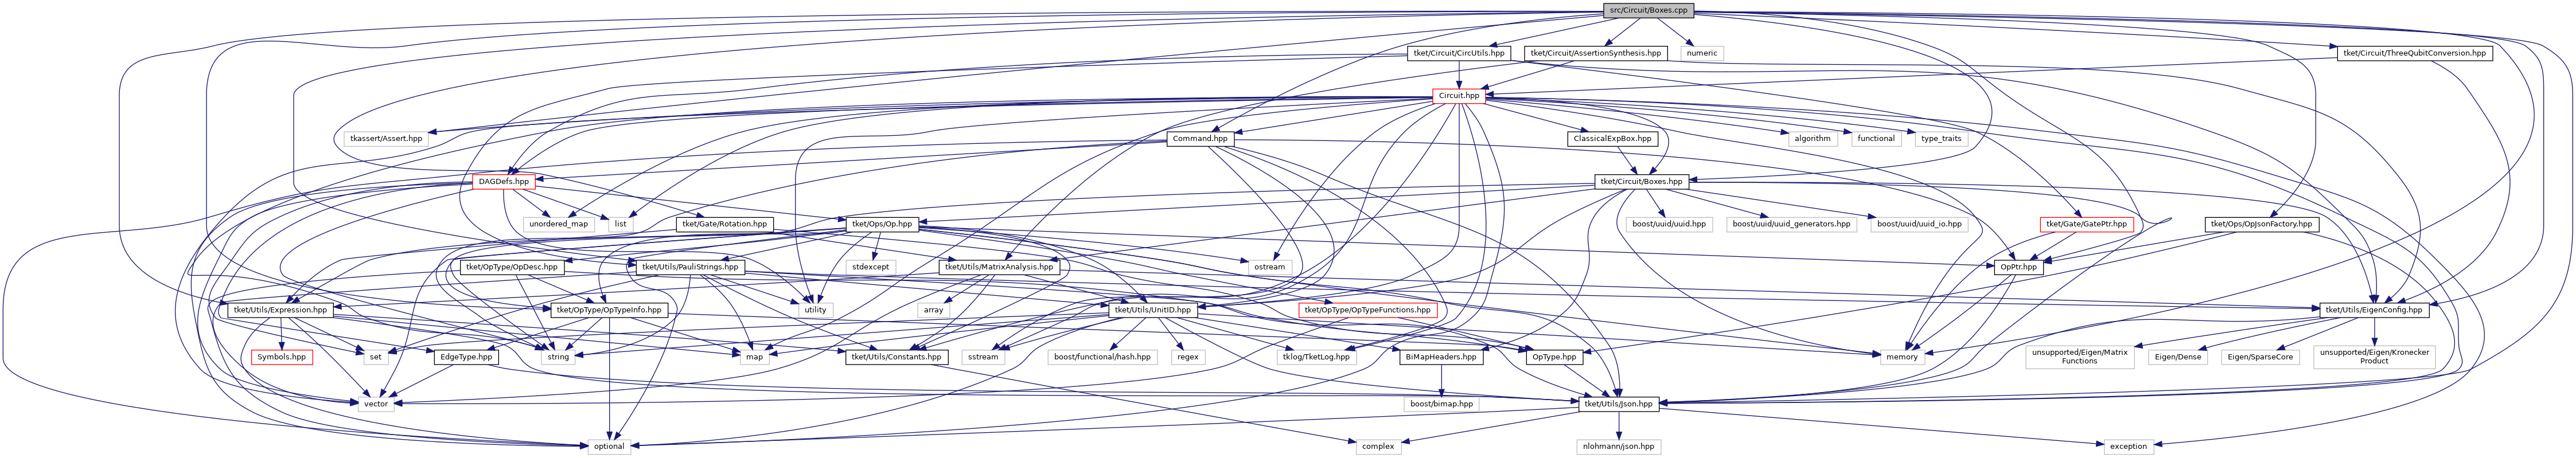 src/Circuit/Boxes.cpp
tket/Circuit/CircUtils.hpp
tket/Circuit/AssertionSynthesis.hpp
numeric
tket/Circuit/ThreeQubitConversion.hpp
Circuit.hpp
tkassert/Assert.hpp
Command.hpp
ClassicalExpBox.hpp
algorithm
functional
type_traits
DAGDefs.hpp
tket/Circuit/Boxes.hpp
unordered_map
list
tket/Gate/Rotation.hpp
tket/Ops/Op.hpp
boost/uuid/uuid.hpp
boost/uuid/uuid_generators.hpp
boost/uuid/uuid_io.hpp
tket/Gate/GatePtr.hpp
tket/Ops/OpJsonFactory.hpp
tket/OpType/OpDesc.hpp
tket/Utils/PauliStrings.hpp
stdexcept
tket/Utils/MatrixAnalysis.hpp
ostream
OpPtr.hpp
tket/Utils/Expression.hpp
tket/OpType/OpTypeInfo.hpp
utility
array
tket/Utils/UnitID.hpp
tket/OpType/OpTypeFunctions.hpp
tket/Utils/EigenConfig.hpp
Symbols.hpp
set
EdgeType.hpp
string
map
tket/Utils/Constants.hpp
sstream
boost/functional/hash.hpp
regex
tklog/TketLog.hpp
BiMapHeaders.hpp
OpType.hpp
memory
unsupported/Eigen/Matrix
Functions
Eigen/Dense
Eigen/SparseCore
unsupported/Eigen/Kronecker
Product
vector
boost/bimap.hpp
tket/Utils/Json.hpp
optional
complex
nlohmann/json.hpp
exception